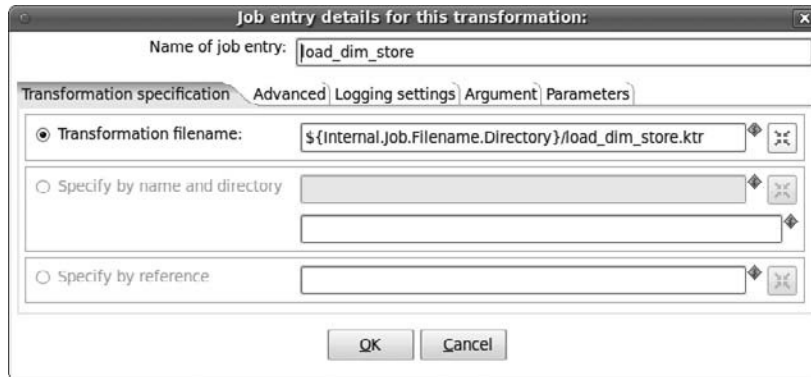 Job entry details for this transformation:
Name of job entry: load_dim_store
Transformation specification Advanced Logging settings Argument Parameters
Transformation filename: ${Internal.Job.Filename.Directory}/load_dim_store.ktr
Specify by name and directory
Specify by reference
OK Cancel